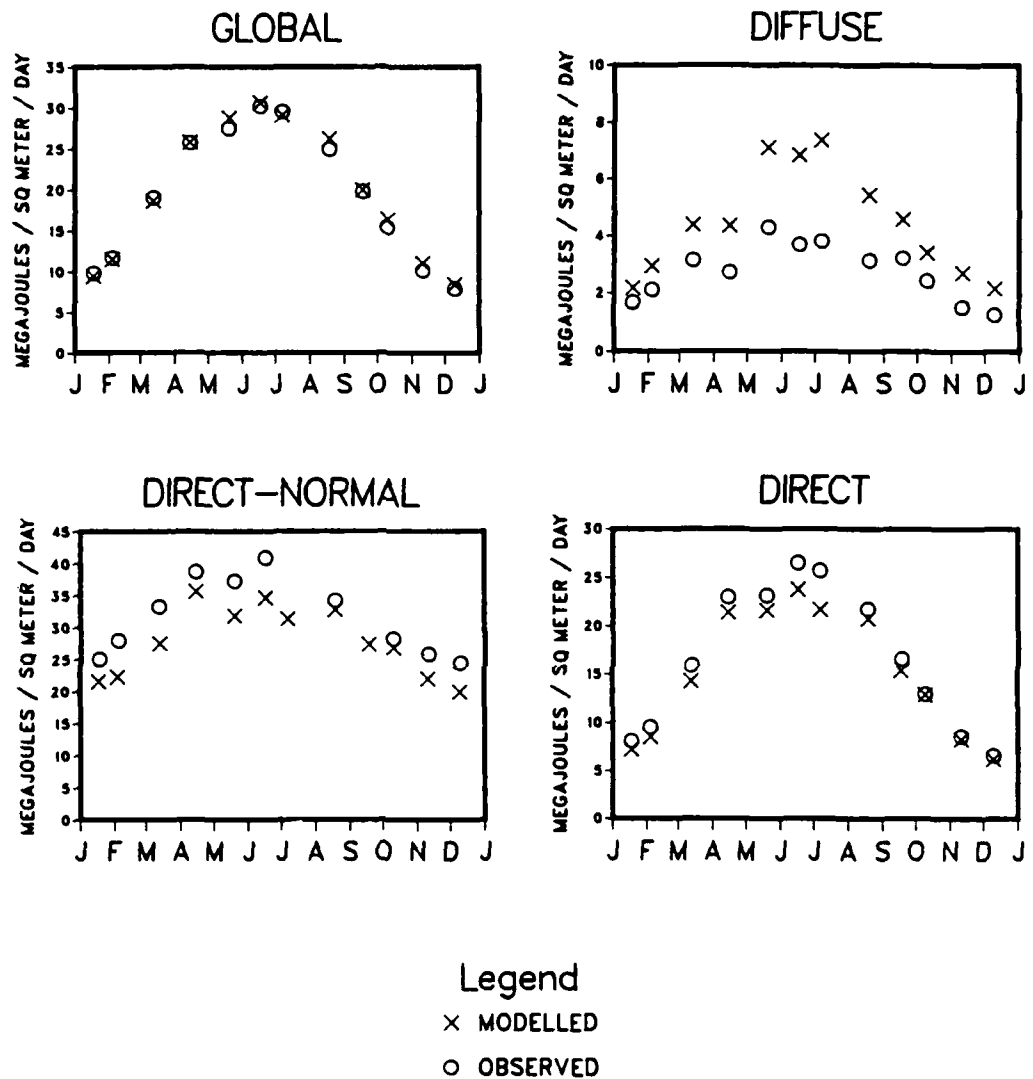 GLOBAL
MEGAJOULES / SQ METER / DAY
35
30
25
20
15
10
5
0
J F M A M J J A S O N D J
DIFFUSE
MEGAJOULES / SQ METER / DAY
10
8
6
4
2
0
J F M A M J J A S O N D J
DIRECT-NORMAL
MEGAJOULES / SQ METER / DAY
45
40
35
30
25
20
15
10
5
0
J F M A M J J A S O N D J
DIRECT
MEGAJOULES / SQ METER / DAY
30
25
20
15
10
5
0
J F M A M J J A S O N D J
Legend
× MODELLED
○ OBSERVED